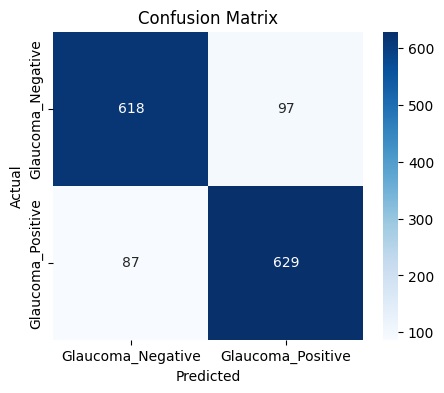 Confusion Matrix
Actual
Glaucoma_Negative
618
97
Glaucoma_Positive
87
629
Glaucoma_Negative
Glaucoma_Positive
Predicted
600
500
400
300
200
100